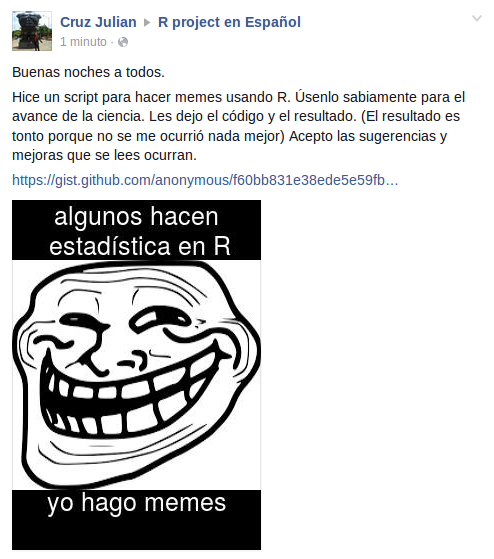 Cruz Julian ▸ R project en Español
1 minuto ·
Buenas noches a todos.
Hice un script para hacer memes usando R. Úsenlo sabiamente para el
avance de la ciencia. Les dejo el código y el resultado. (El resultado es
tonto porque no se me ocurrió nada mejor) Acepto las sugerencias y
mejoras que se lees ocurran.
https://gist.github.com/anonymous/f60bb831e38ede5e59fb…
algunos hacen
estadística en R
yo hago memes